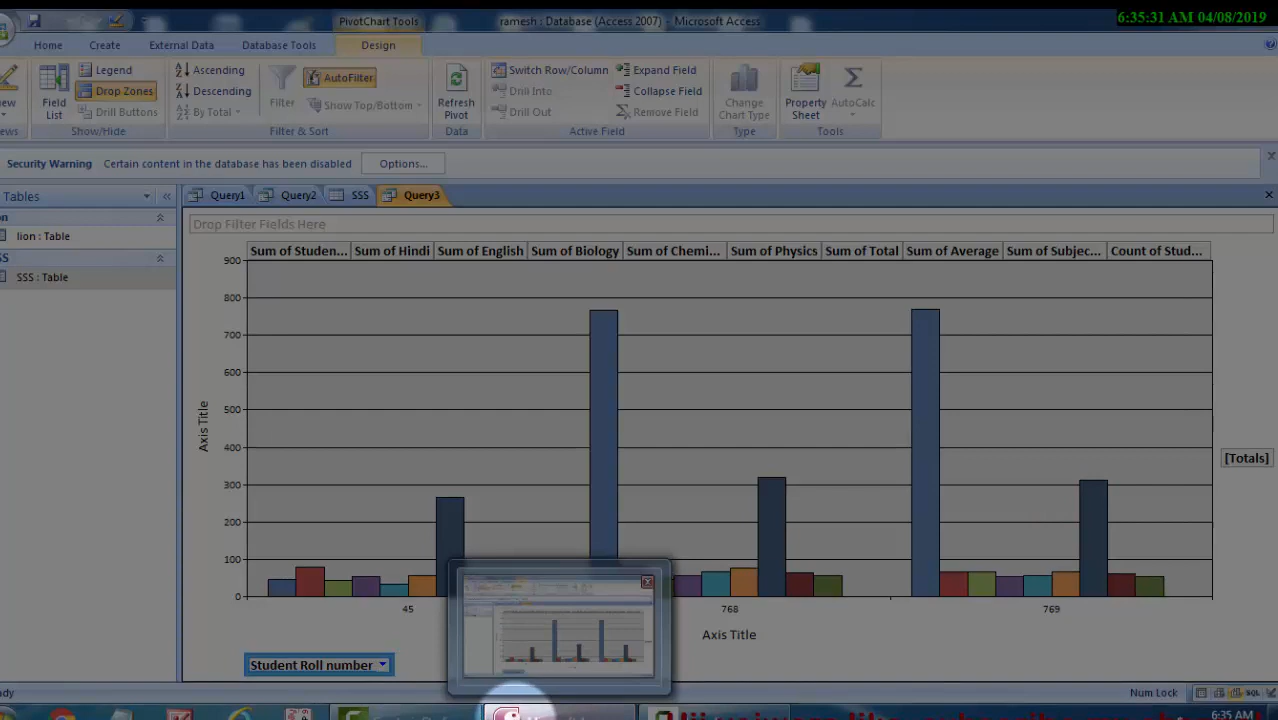 6:35:31 AM 04/08/2019
PivotChart Tools
ramesh : Database (Access 2007) - Microsoft Access
Home Create External Data Database Tools Design
Field List
Legend
Drop Zones
Drill Buttons
Show/Hide
Ascending
Descending
By Total
Filter
AutoFilter
Show Top/Bottom
Filter & Sort
Refresh Pivot
Data
Switch Row/Column
Drill Into
Drill Out
Expand Field
Collapse Field
Remove Field
Active Field
Change Chart Type
Type
Property Sheet
AutoCalc
Tools
Security Warning Certain content in the database has been disabled Options...
Tables
Query1 Query2 SSS Query3
lion : Table
SSS : Table
Drop Filter Fields Here
Sum of Studen... Sum of Hindi Sum of English Sum of Biology Sum of Chemi... Sum of Physics Sum of Total Sum of Average Sum of Subjec... Count of Stud...
900
800
700
600
500
400
300
200
100
0
Axis Title
[Totals]
45 768 769
Axis Title
Student Roll number
Num Lock
SQL
6:35 AM